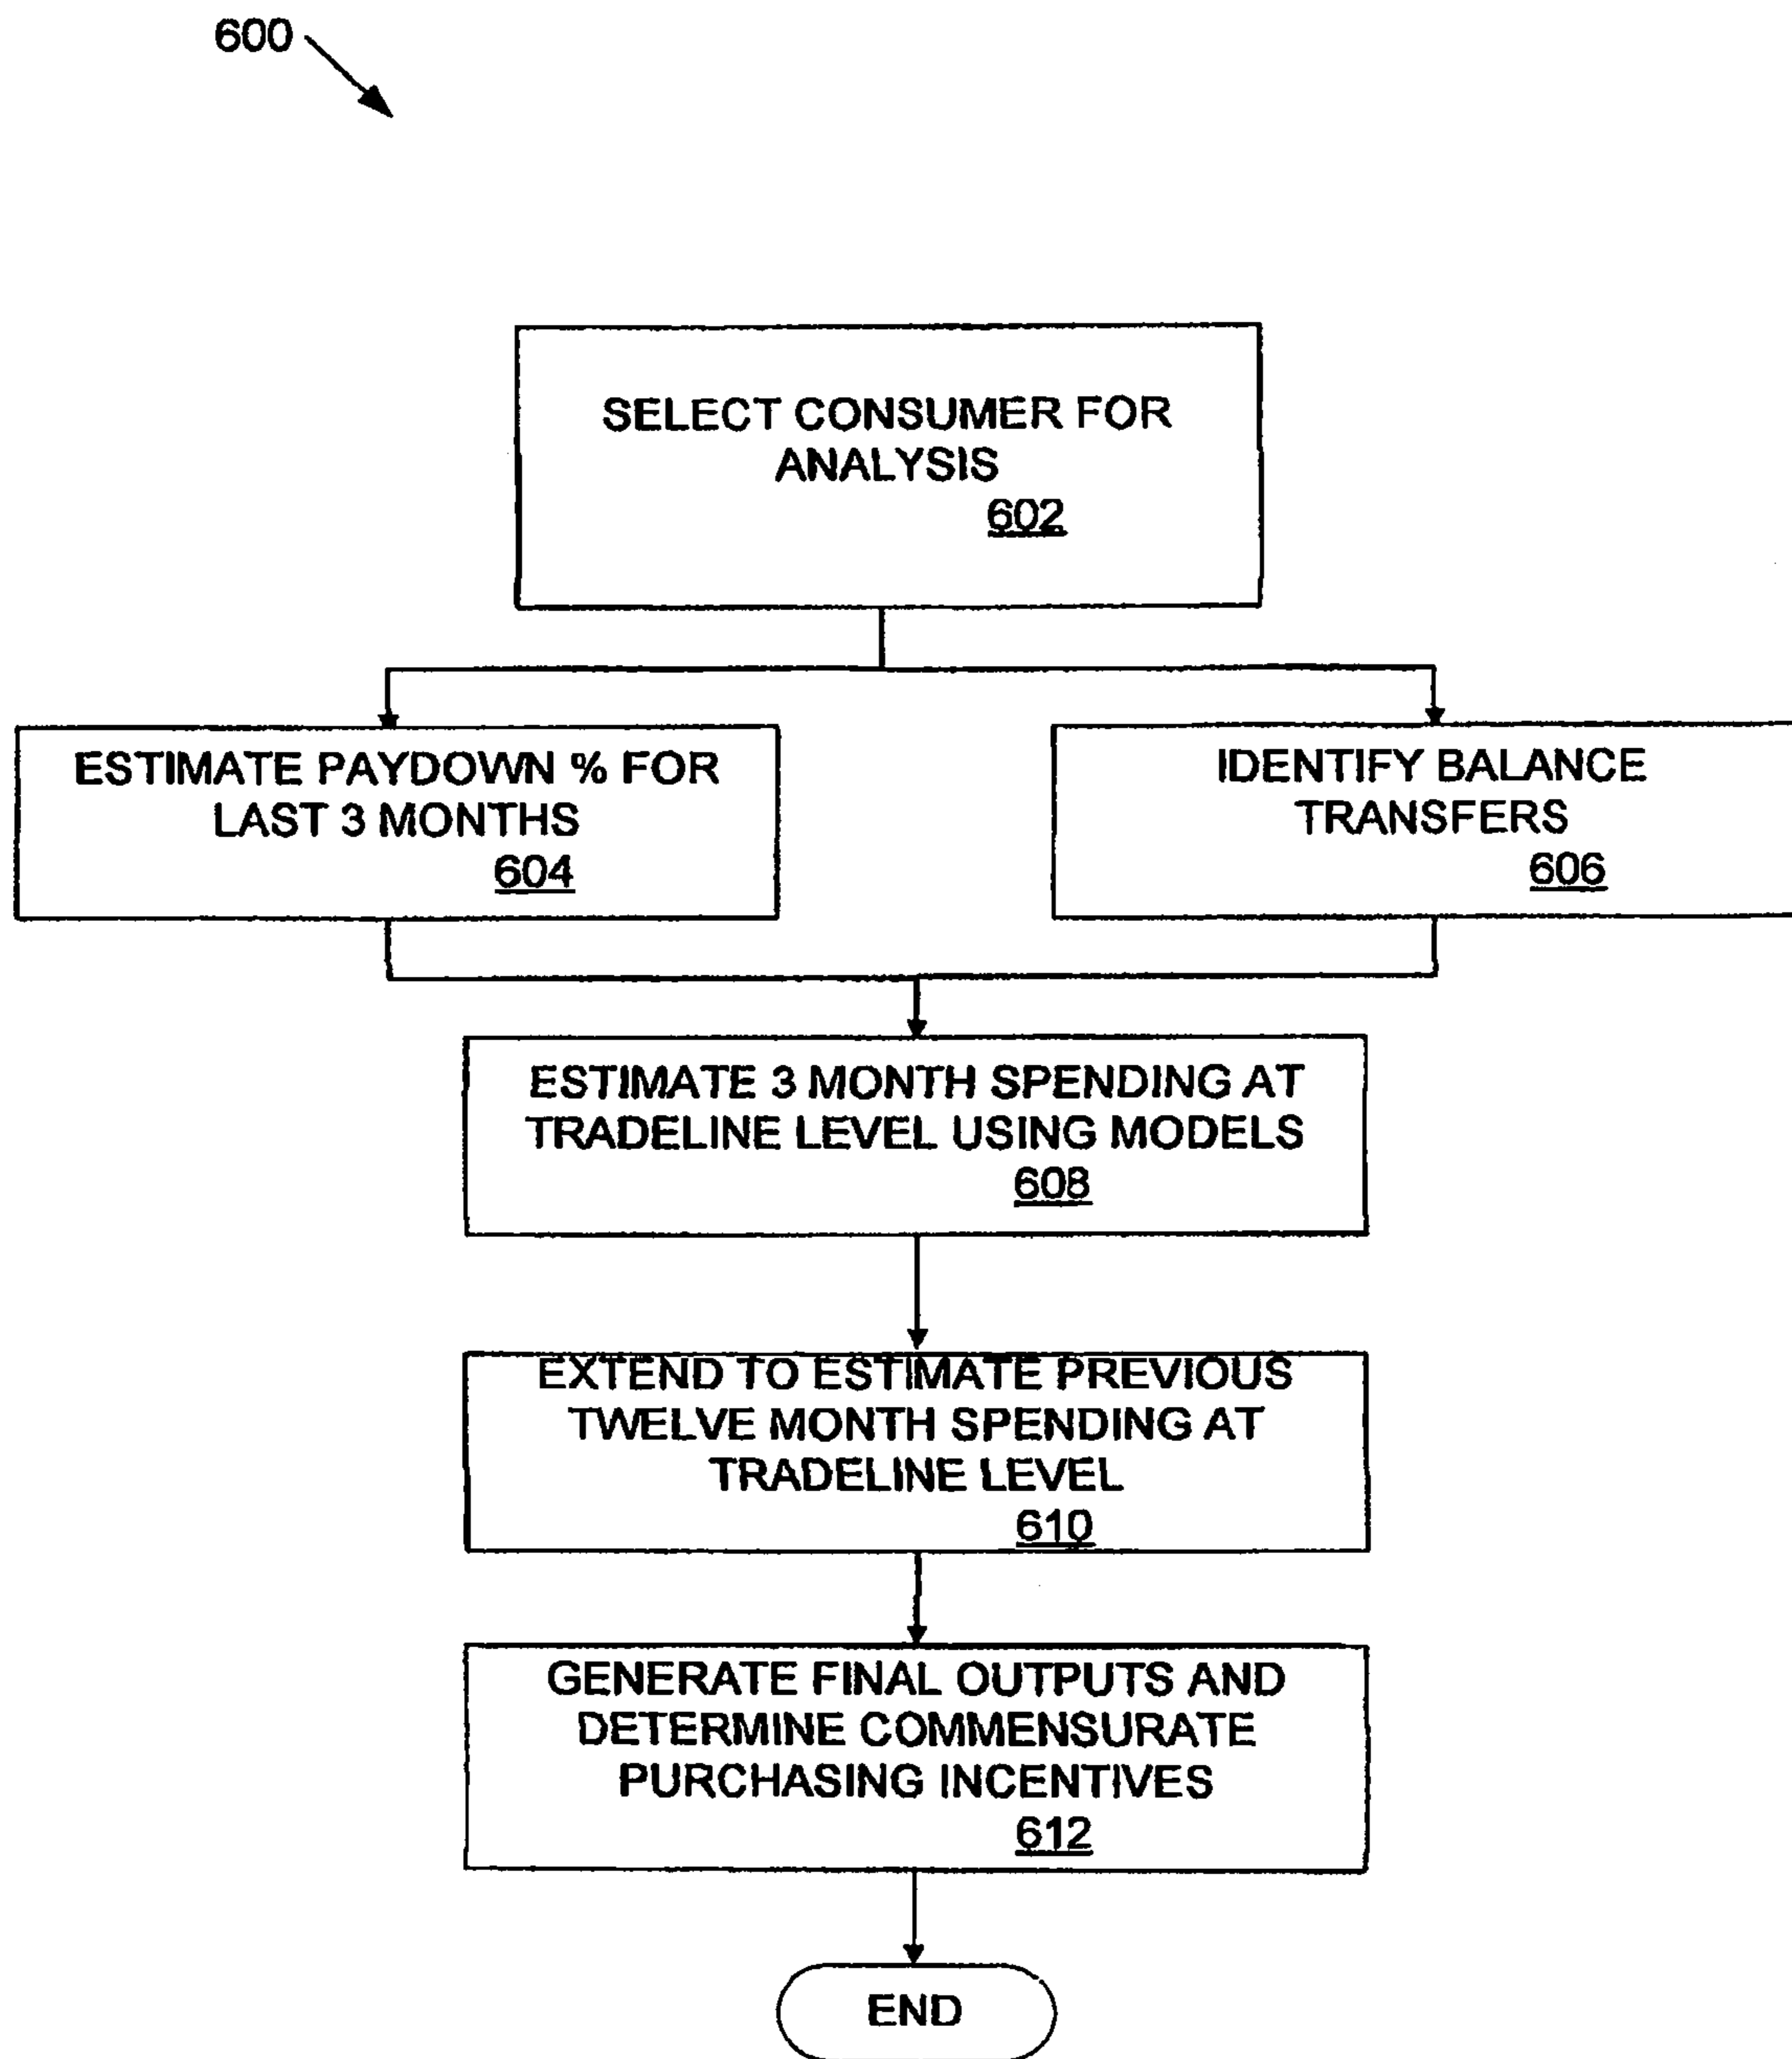 600
SELECT CONSUMER FOR
ANALYSIS
602
ESTIMATE PAYDOWN % FOR
LAST 3 MONTHS
604
IDENTIFY BALANCE
TRANSFERS
606
ESTIMATE 3 MONTH SPENDING AT
TRADELINE LEVEL USING MODELS
608
EXTEND TO ESTIMATE PREVIOUS
TWELVE MONTH SPENDING AT
TRADELINE LEVEL
610
GENERATE FINAL OUTPUTS AND
DETERMINE COMMENSURATE
PURCHASING INCENTIVES
612
END